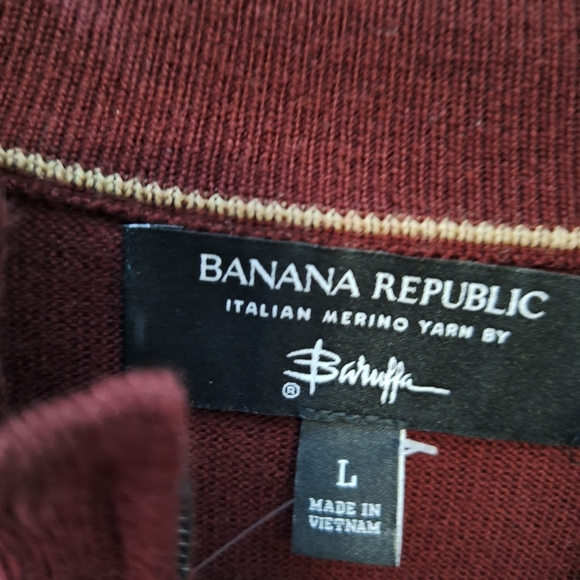 BANANA REPUBLIC
ITALIAN MERINO YARN BY
Baruffa
®
L
MADE IN
VIETNAM